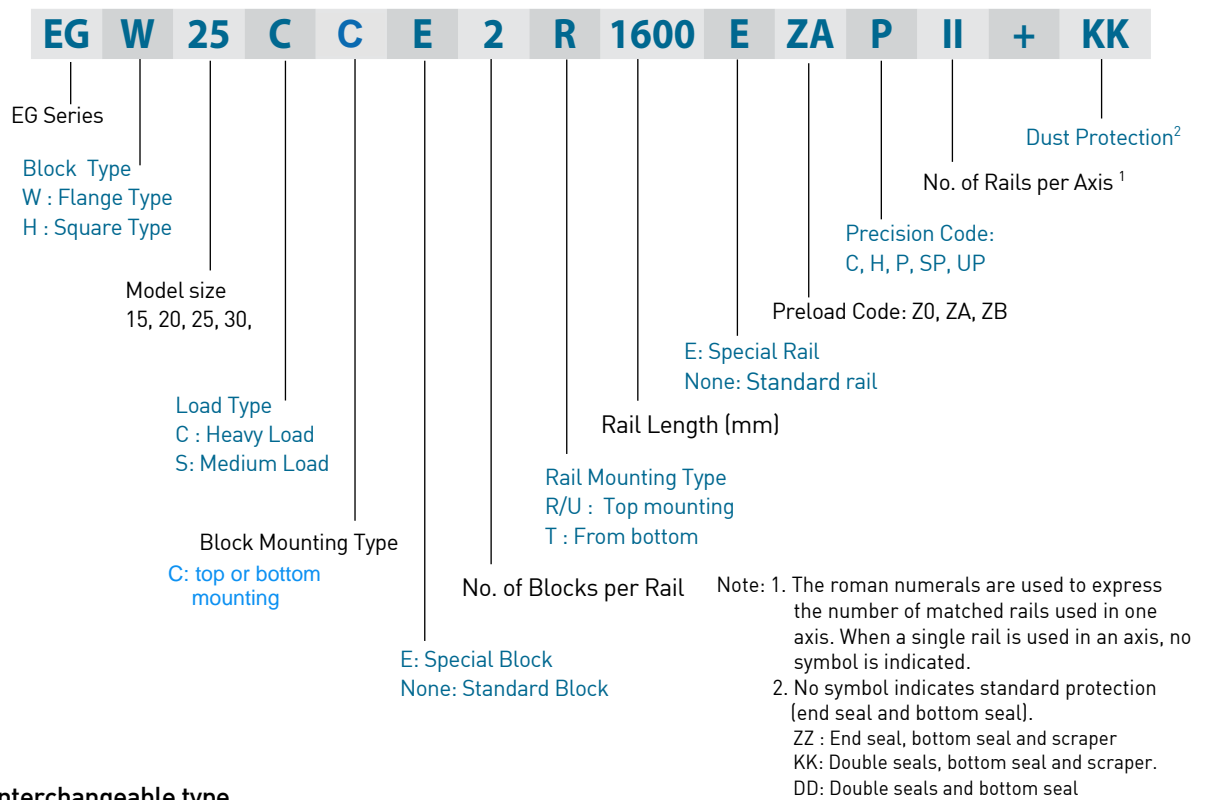 EG W 25 C C E 2 R 1600 E ZA P II + KK
EG Series
Block Type
W : Flange Type
H : Square Type
Model size
15, 20, 25, 30,
Load Type
C : Heavy Load
S: Medium Load
Block Mounting Type
C: top or bottom
mounting
E: Special Block
None: Standard Block
No. of Blocks per Rail
Rail Mounting Type
R/U : Top mounting
T : From bottom
Rail Length (mm)
E: Special Rail
None: Standard rail
Preload Code: Z0, ZA, ZB
Precision Code:
C, H, P, SP, UP
No. of Rails per Axis 1
Dust Protection2
Note: 1. The roman numerals are used to express
the number of matched rails used in one
axis. When a single rail is used in an axis, no
symbol is indicated.
2. No symbol indicates standard protection
(end seal and bottom seal).
ZZ : End seal, bottom seal and scraper
KK: Double seals, bottom seal and scraper.
DD: Double seals and bottom seal
nterchangeable type